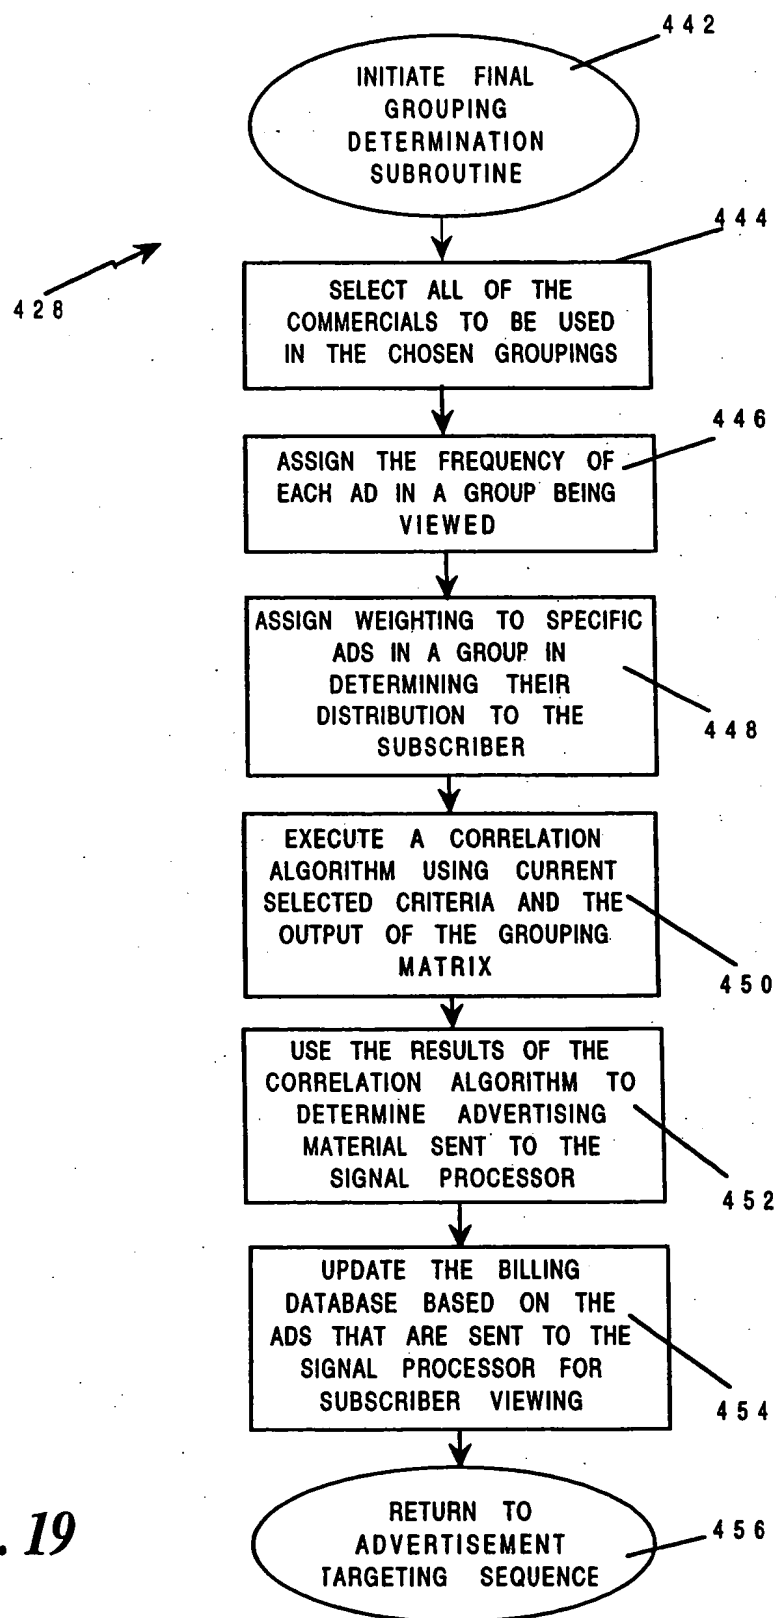 442
INITIATE FINAL
GROUPING
DETERMINATION
SUBROUTINE
444
428
SELECT ALL OF THE
COMMERCIALS TO BE USED
IN THE CHOSEN GROUPINGS
446
ASSIGN THE FREQUENCY OF
EACH AD IN A GROUP BEING
VIEWED
ASSIGN WEIGHTING TO SPECIFIC
ADS IN A GROUP IN
DETERMINING THEIR
DISTRIBUTION TO THE
SUBSCRIBER
448
EXECUTE A CORRELATION
ALGORITHM USING CURRENT
SELECTED CRITERIA AND THE
OUTPUT OF THE GROUPING
MATRIX
450
USE THE RESULTS OF THE
CORRELATION ALGORITHM TO
DETERMINE ADVERTISING
MATERIAL SENT TO THE
SIGNAL PROCESSOR
452
UPDATE THE BILLING
DATABASE BASED ON THE
ADS THAT ARE SENT TO THE
SIGNAL PROCESSOR FOR
SUBSCRIBER VIEWING
454
RETURN TO
ADVERTISEMENT
TARGETING SEQUENCE
456
. 19